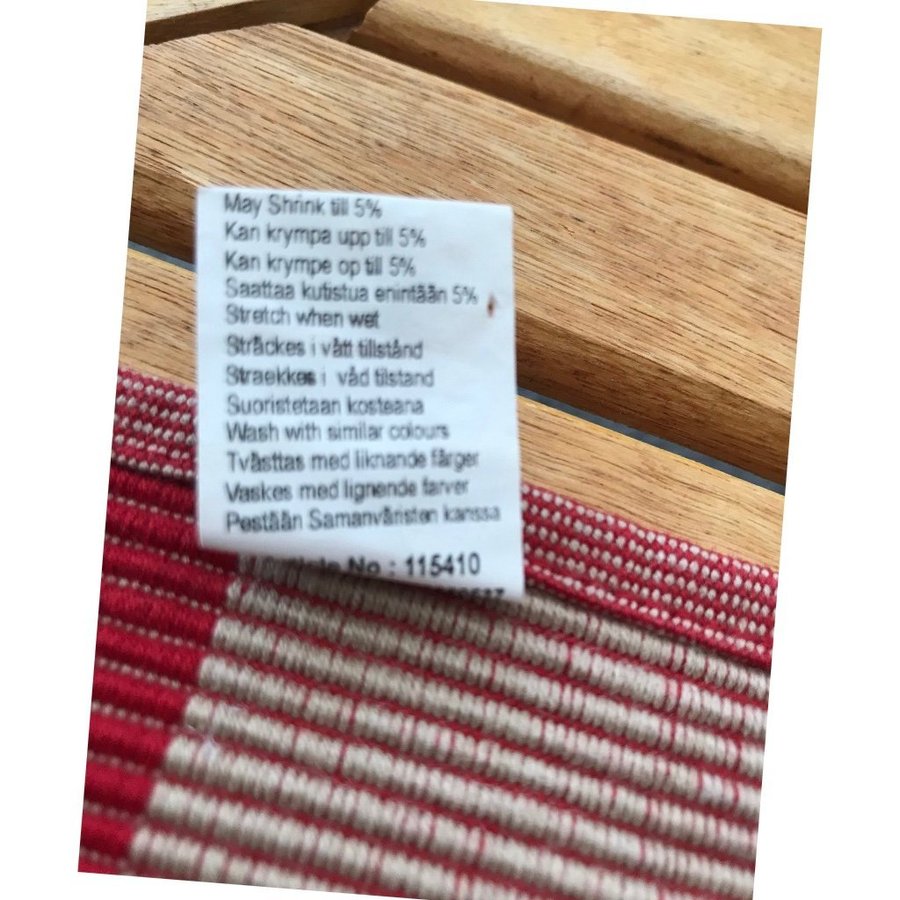 May Shrink till 5%
Kan krympa upp till 5%
Kan krympe op till 5%
Saattaa kutistua enintään 5%
Stretch when wet
Sträckes i vått tillstånd
Straekkes i våd tilstand
Suoristetaan kosteana
Wash with similar colours
Tvästtas med liknande färger
Vaskes med lignende farver
Pestään Samanväristen kanssa
No : 115410